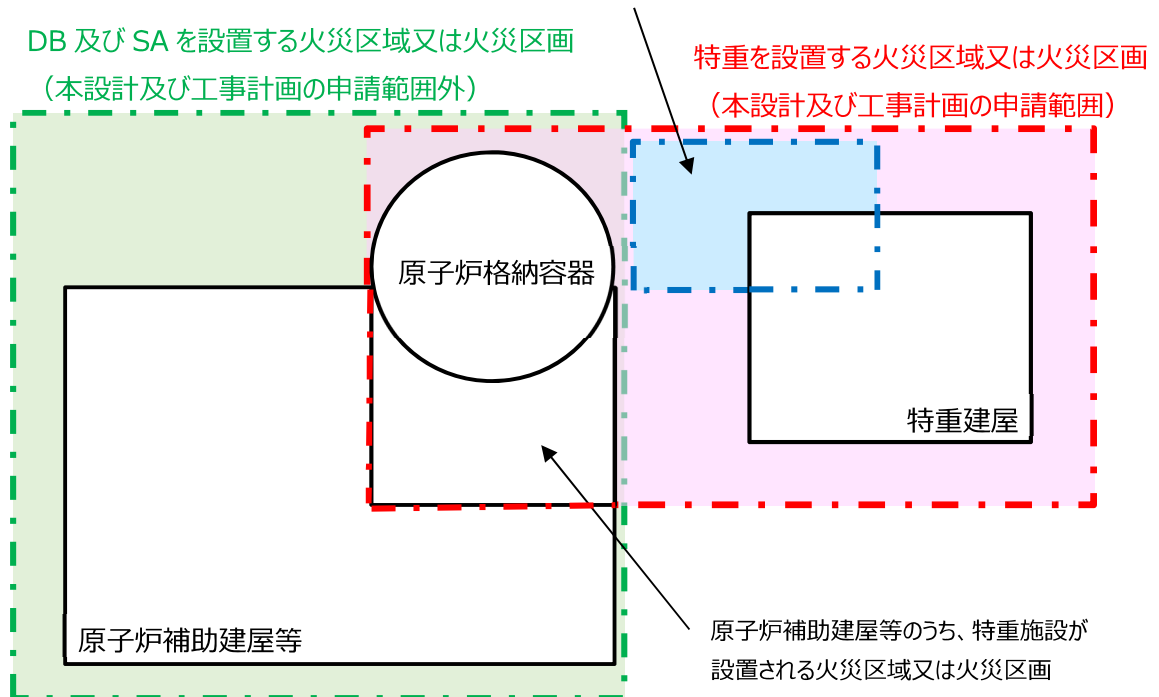 DB 及び SA を設置する火災区域又は火災区画
（本設計及び工事計画の申請範囲外）
特重を設置する火災区域又は火災区画
（本設計及び工事計画の申請範囲）
原子炉格納容器
特重建屋
原子炉補助建屋等
原子炉補助建屋等のうち、特重施設が
設置される火災区域又は火災区画